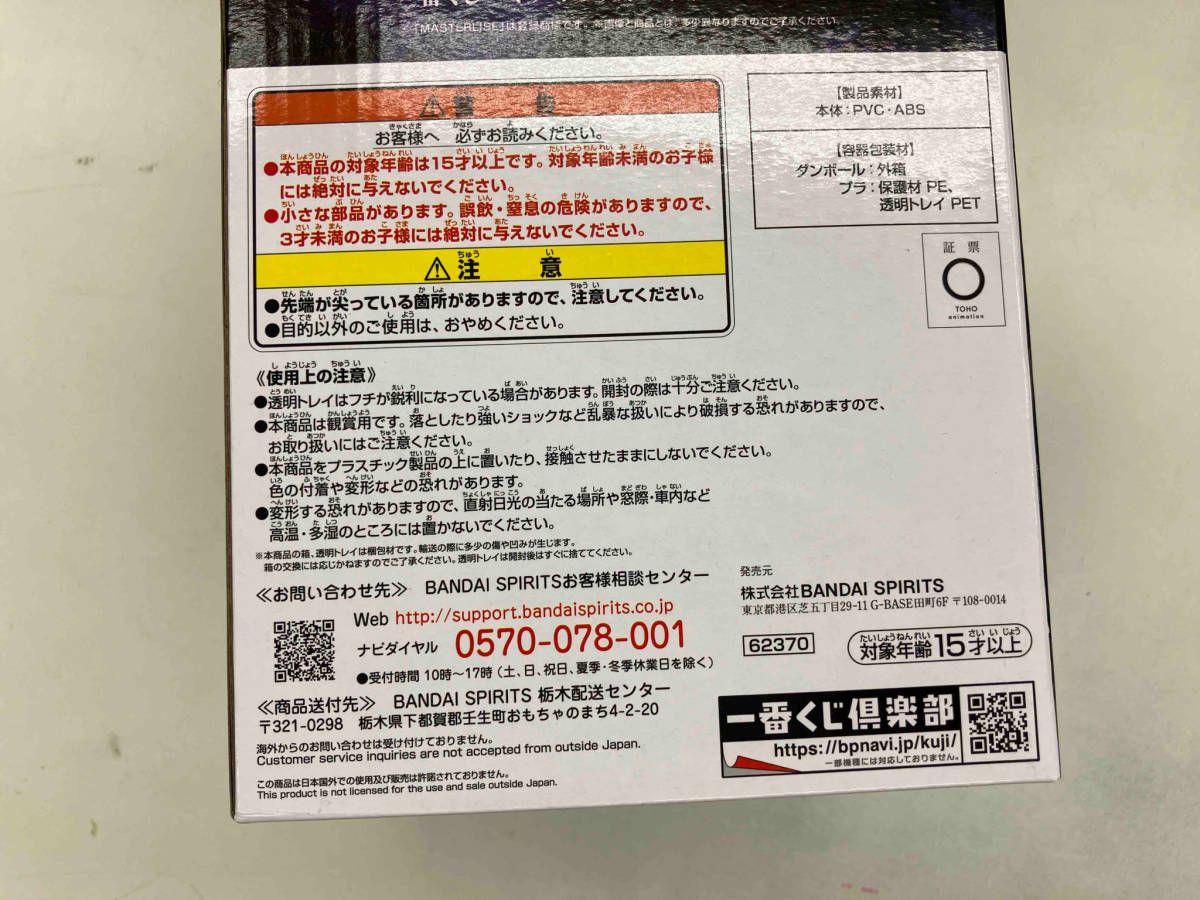 一番くじ
「MASTERLISE」は登録商標です。※画像と商品とは、多少異なりますのでご了承ください。
警告
お客様へ 必ずお読みください。
●本商品の対象年齢は15才以上です。対象年齢未満のお子様
には絶対に与えないでください。
●小さな部品があります。誤飲・窒息の危険がありますので、
3才未満のお子様には絶対に与えないでください。
注意
●先端が尖っている箇所がありますので、注意してください。
●目的以外のご使用は、おやめください。
【製品素材】
本体:PVC・ABS
【容器包装材】
ダンボール:外箱
プラ:保護材 PE、
透明トレイ PET
証票
TOHO
animation
《使用上の注意》
●透明トレイはフチが鋭利になっている場合があります。開封の際は十分ご注意ください。
●本商品は観賞用です。落としたり強いショックなど乱暴な扱いにより破損する恐れがありますので、
お取り扱いにはご注意ください。
●本商品をプラスチック製品の上に置いたり、接触させたままにしないでください。
色の付着や変形などの恐れがあります。
●変形する恐れがありますので、直射日光の当たる場所や窓際・車内など
高温・多湿のところには置かないでください。
※本商品の箱、透明トレイは梱包材です。輸送の際に多少の傷や凹みが生じます。
箱の交換には応じかねますのでご了承ください。透明トレイは開封後はすぐに捨ててください。
≪お問い合わせ先≫ BANDAI SPIRITSお客様相談センター
Web http://support.bandaispirits.co.jp
ナビダイヤル 0570-078-001
●受付時間 10時〜17時(土、日、祝日、夏季・冬季休業日を除く)
≪商品送付先≫ BANDAI SPIRITS 栃木配送センター
〒321-0298 栃木県下都賀郡壬生町おもちゃのまち4-2-20
海外からのお問い合わせは受け付けておりません。
Customer service inquiries are not accepted from outside Japan.
この商品は日本国外での使用及び販売は許諾されておりません。
This product is not licensed for the use and sale outside Japan.
発売元
株式会社BANDAI SPIRITS
東京都港区芝五丁目29-11 G-BASE田町6F 〒108-0014
62370
対象年齢15才以上
一番くじ倶楽部
https://bpnavi.jp/kuji/
一部機種には対応しておりません。